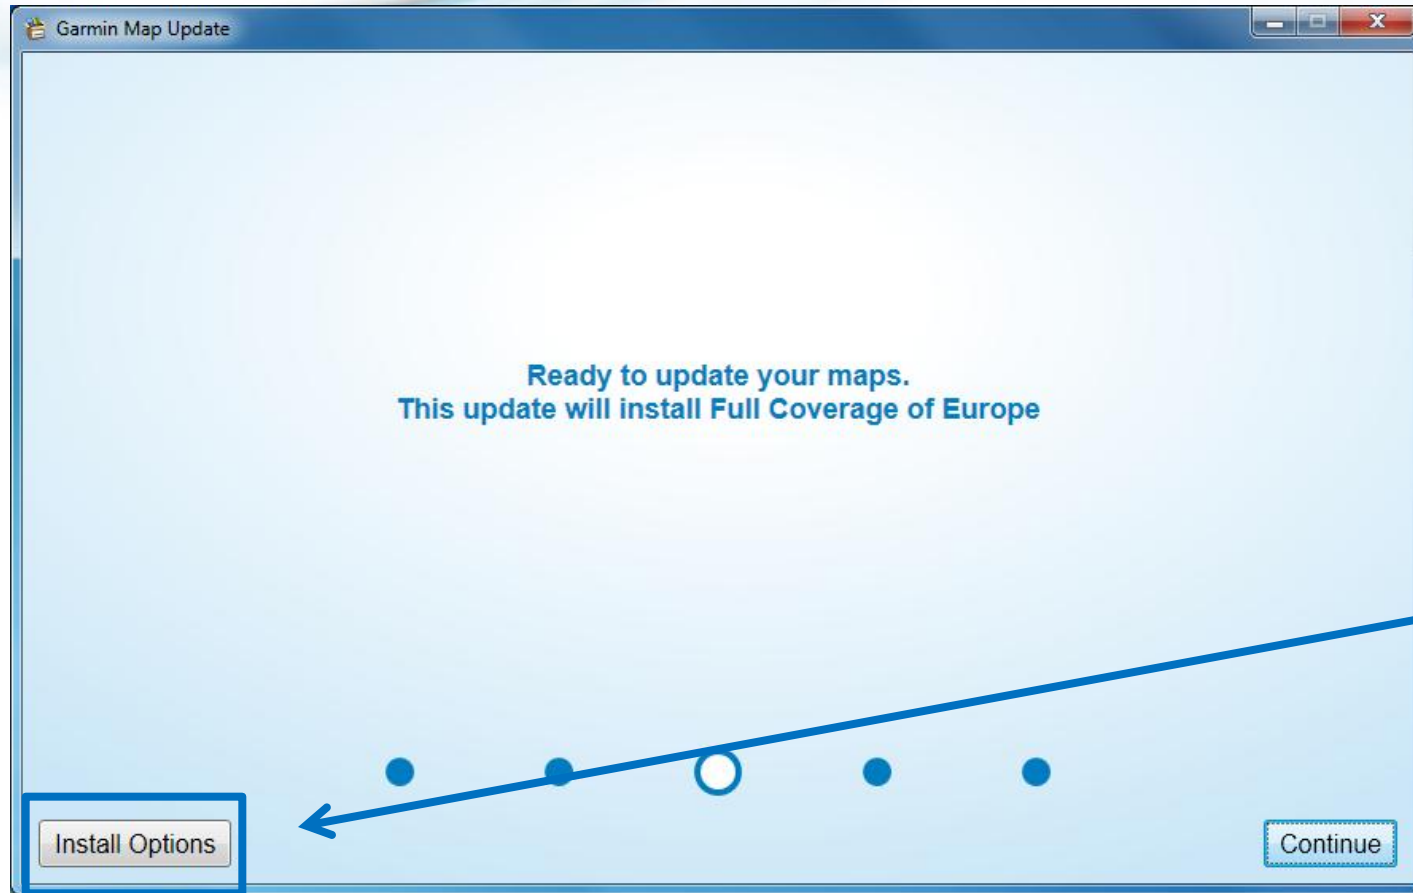 Garmin Map Update
Ready to update your maps.
This update will install Full Coverage of Europe
Install Options
Continue